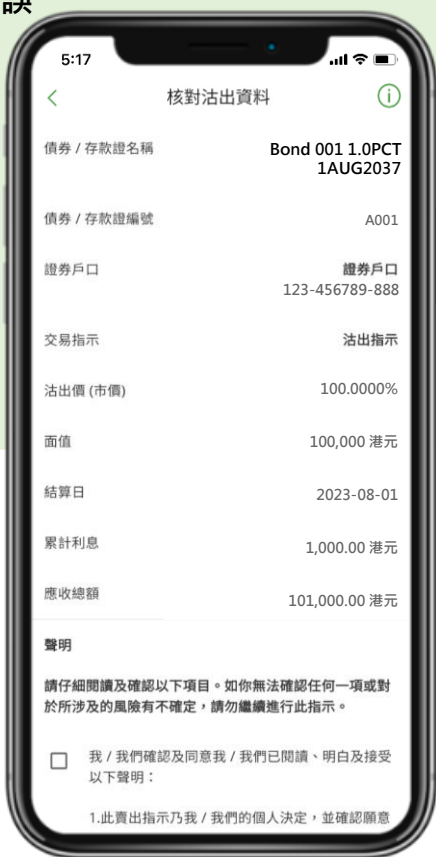 訣
5:17
核對沽出資料
債券 / 存款證名稱
Bond 001 1.0PCT
1AUG2037
債券 / 存款證編號
A001
證券戶口
證券戶口
123-456789-888
交易指示
沽出指示
沽出價 (市價)
100.0000%
面值
100,000 港元
結算日
2023-08-01
累計利息
1,000.00 港元
應收總額
101,000.00 港元
聲明
請仔細閱讀及確認以下項目。如你無法確認任何一項或對
於所涉及的風險有不確定，請勿繼續進行此指示。
我 / 我們確認及同意我 / 我們已閱讀、明白及接受
以下聲明：
1.此賣出指示乃我 / 我們的個人決定，並確認願意